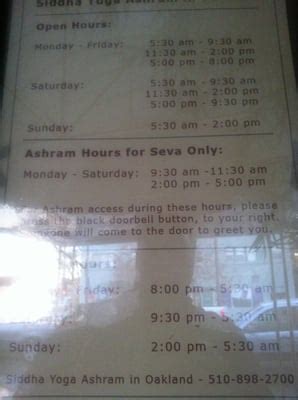 Siddha Yoga Ashram in
Open Hours:
Monday - Friday: 5:30 am - 9:30 am
11:30 am - 2:00 pm
5:00 pm - 8:00 pm
Saturday: 5:30 am - 9:30 am
11:30 am - 2:00 pm
5:00 pm - 9:30 pm
Sunday: 5:30 am - 2:00 pm
Ashram Hours for Seva Only:
Monday - Saturday: 9:30 am -11:30 am
2:00 pm - 5:00 pm
Ashram access during these hours, please
the black doorbell button, to your right.
will come to the door to greet you.
Hours:
Friday: 8:00 pm - 5:30 am
9:30 pm - 5:30 am
Sunday: 2:00 pm - 5:30 am
Siddha Yoga Ashram in Oakland - 510-898-2700